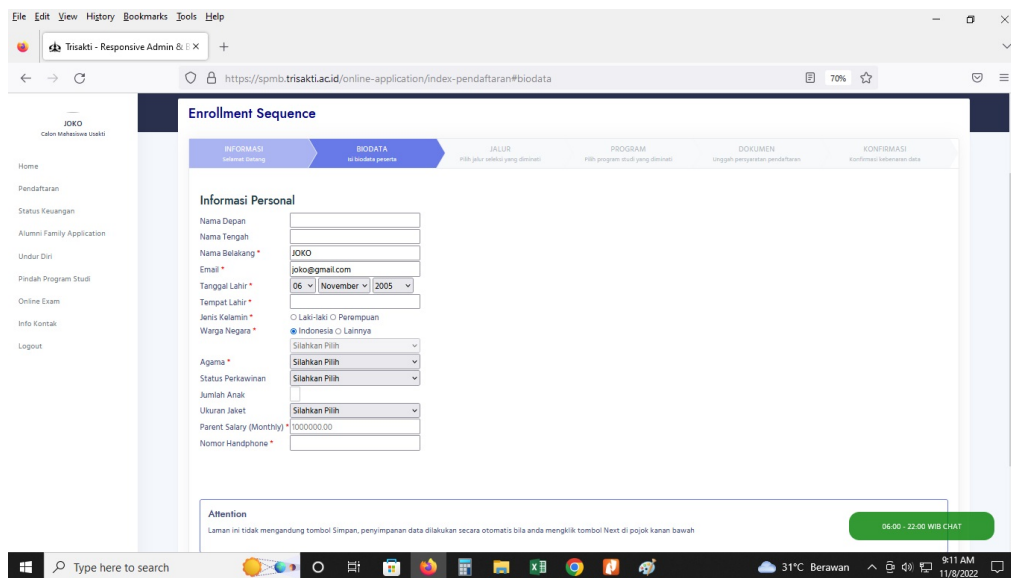 File Edit View History Bookmarks Tools Help
Trisakti - Responsive Admin & B
https://spmb.trisakti.ac.id/online-application/index-pendaftaran#biodata
70%
JOKO
Calon Mahasiswa Usakti
Home
Pendaftaran
Status Keuangan
Alumni Family Application
Undur Diri
Pindah Program Studi
Online Exam
Info Kontak
Logout
Enrollment Sequence
INFORMASI
Selamat Datang
BIODATA
Isi biodata peserta
JALUR
Pilih jalur seleksi yang diminati
PROGRAM
Pilih program studi yang diminati
DOKUMEN
Unggah persyaratan pendaftaran
KONFIRMASI
Konfirmasi kebenaran data
Informasi Personal
Nama Depan
Nama Tengah
Nama Belakang * JOKO
Email * joko@gmail.com
Tanggal Lahir * 06 November 2005
Tempat Lahir *
Jenis Kelamin * Laki-laki Perempuan
Warga Negara * Indonesia Lainnya
Silahkan Pilih
Agama * Silahkan Pilih
Status Perkawinan Silahkan Pilih
Jumlah Anak
Ukuran Jaket Silahkan Pilih
Parent Salary (Monthly) * 1000000.00
Nomor Handphone *
Attention
Laman ini tidak mengandung tombol Simpan, penyimpanan data dilakukan secara otomatis bila anda mengklik tombol Next di pojok kanan bawah
06:00 - 22:00 WIB CHAT
Type here to search
31°C Berawan
9:11 AM
11/8/2022